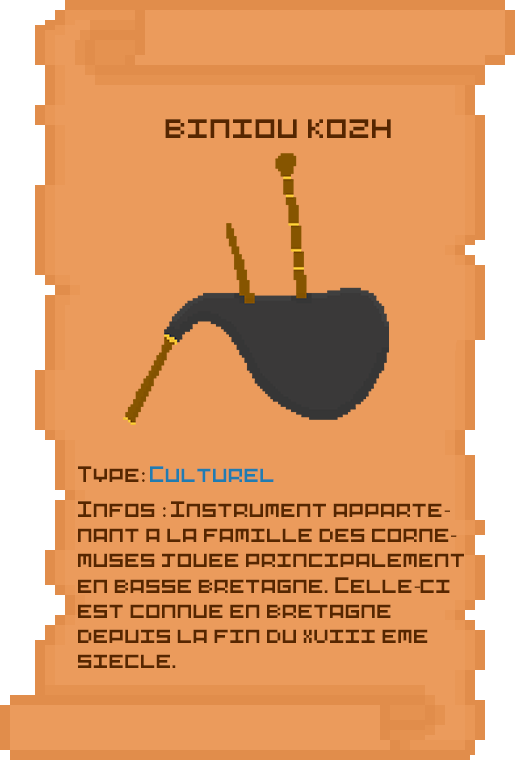 BINIOU KOZH
TYPE: CULTUREL
INFOS : INSTRUMENT APPARTE-
NANT A LA FAMILLE DES CORNE-
MUSES JOUEE PRINCIPALEMENT
EN BASSE BRETAGNE. CELLE-CI
EST CONNUE EN BRETAGNE
DEPUIS LA FIN DU XVIII EME
SIECLE.